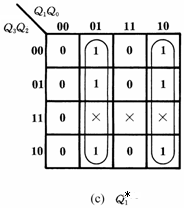 Q₁Q₀
Q₃Q₂
00 01 11 10
00 0 1 0 1
01 0 1 0 1
11 0 × × ×
10 0 1 0 1
(c) Q₁*